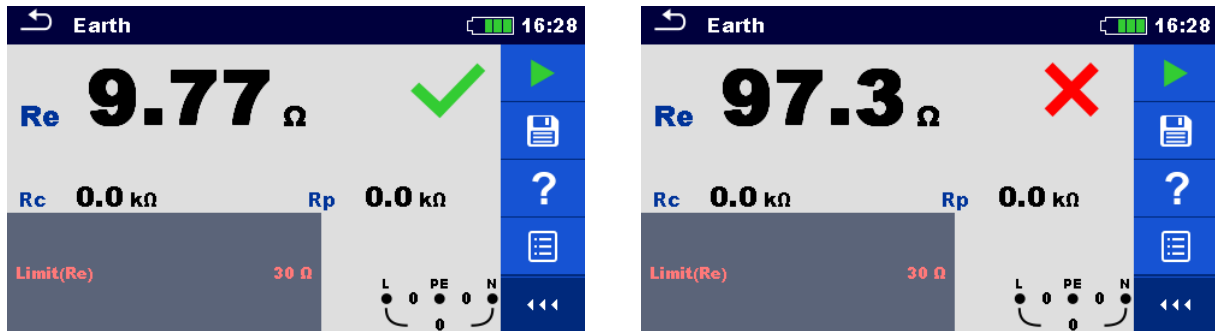 Earth 16:28
Re 9.77 Ω
Rc 0.0 kΩ Rp 0.0 kΩ
?
Limit(Re) 30 Ω
L PE N
0 0
0
Earth 16:28
Re 97.3 Ω
Rc 0.0 kΩ Rp 0.0 kΩ
?
Limit(Re) 30 Ω
L PE N
0 0
0